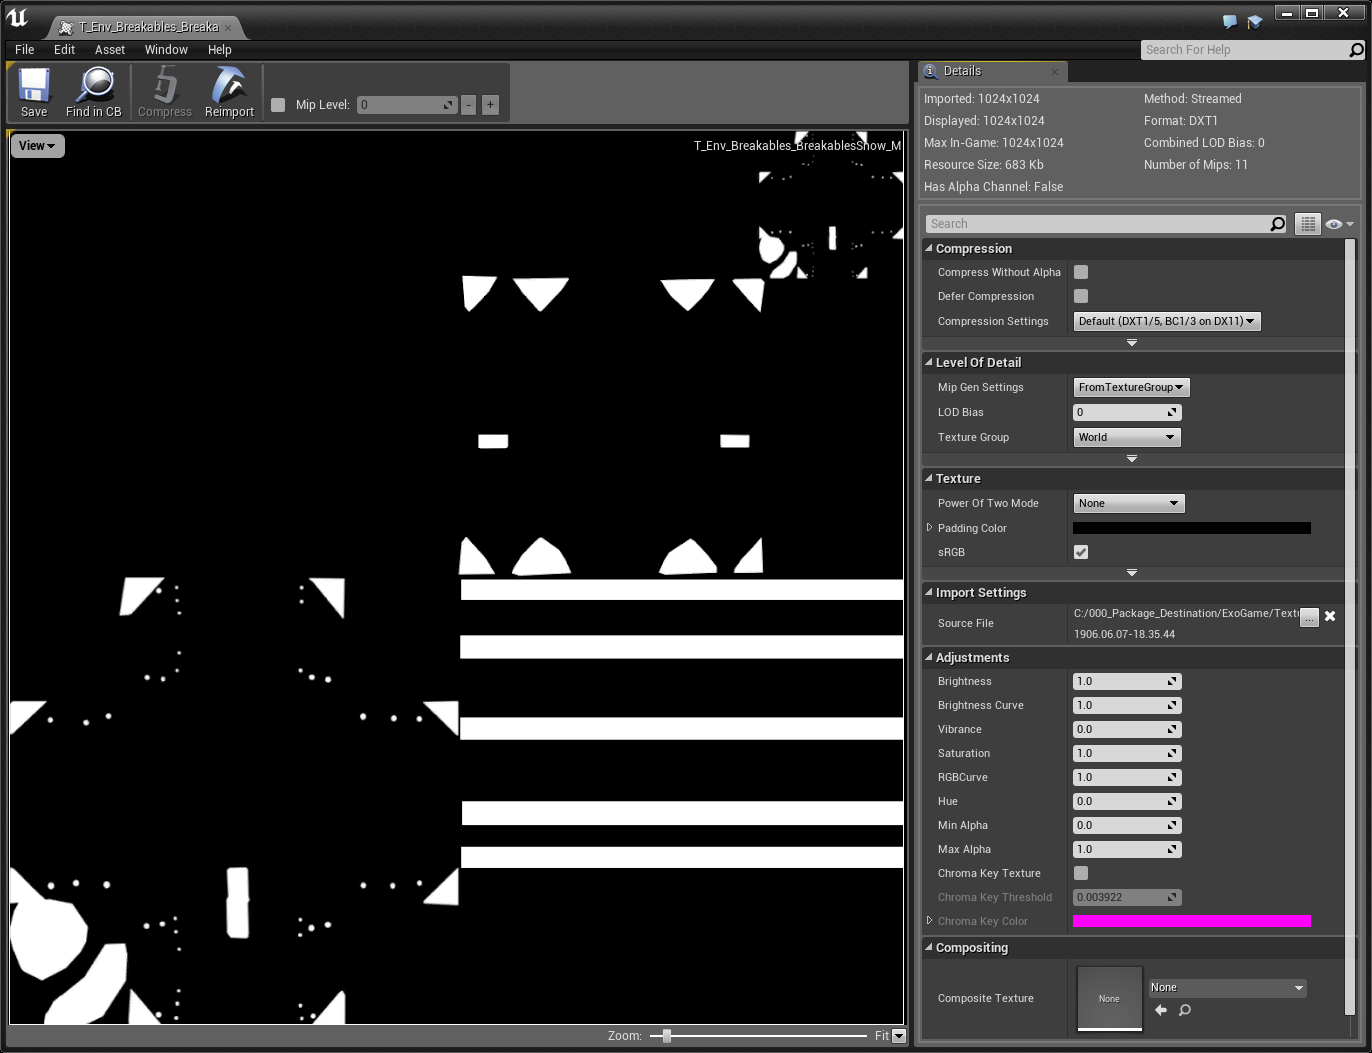 T_Env_Breakables_Breaka
File Edit Asset Window Help
Search For Help
Save Find in CB Compress Reimport
Mip Level: 0 - +
View
T_Env_Breakables_BreakablesShow_M
Zoom: Fit
Details
Imported: 1024x1024 Method: Streamed
Displayed: 1024x1024 Format: DXT1
Max In-Game: 1024x1024 Combined LOD Bias: 0
Resource Size: 683 Kb Number of Mips: 11
Has Alpha Channel: False
Search
Compression
Compress Without Alpha
Defer Compression
Compression Settings Default (DXT1/5, BC1/3 on DX11)
Level Of Detail
Mip Gen Settings FromTextureGroup
LOD Bias 0
Texture Group World
Texture
Power Of Two Mode None
Padding Color
sRGB
Import Settings
Source File C:/000_Package_Destination/ExoGame/Textu ...
1906.06.07-18.35.44
Adjustments
Brightness 1.0
Brightness Curve 1.0
Vibrance 0.0
Saturation 1.0
RGBCurve 1.0
Hue 0.0
Min Alpha 0.0
Max Alpha 1.0
Chroma Key Texture
Chroma Key Threshold 0.003922
Chroma Key Color
Compositing
Composite Texture None None